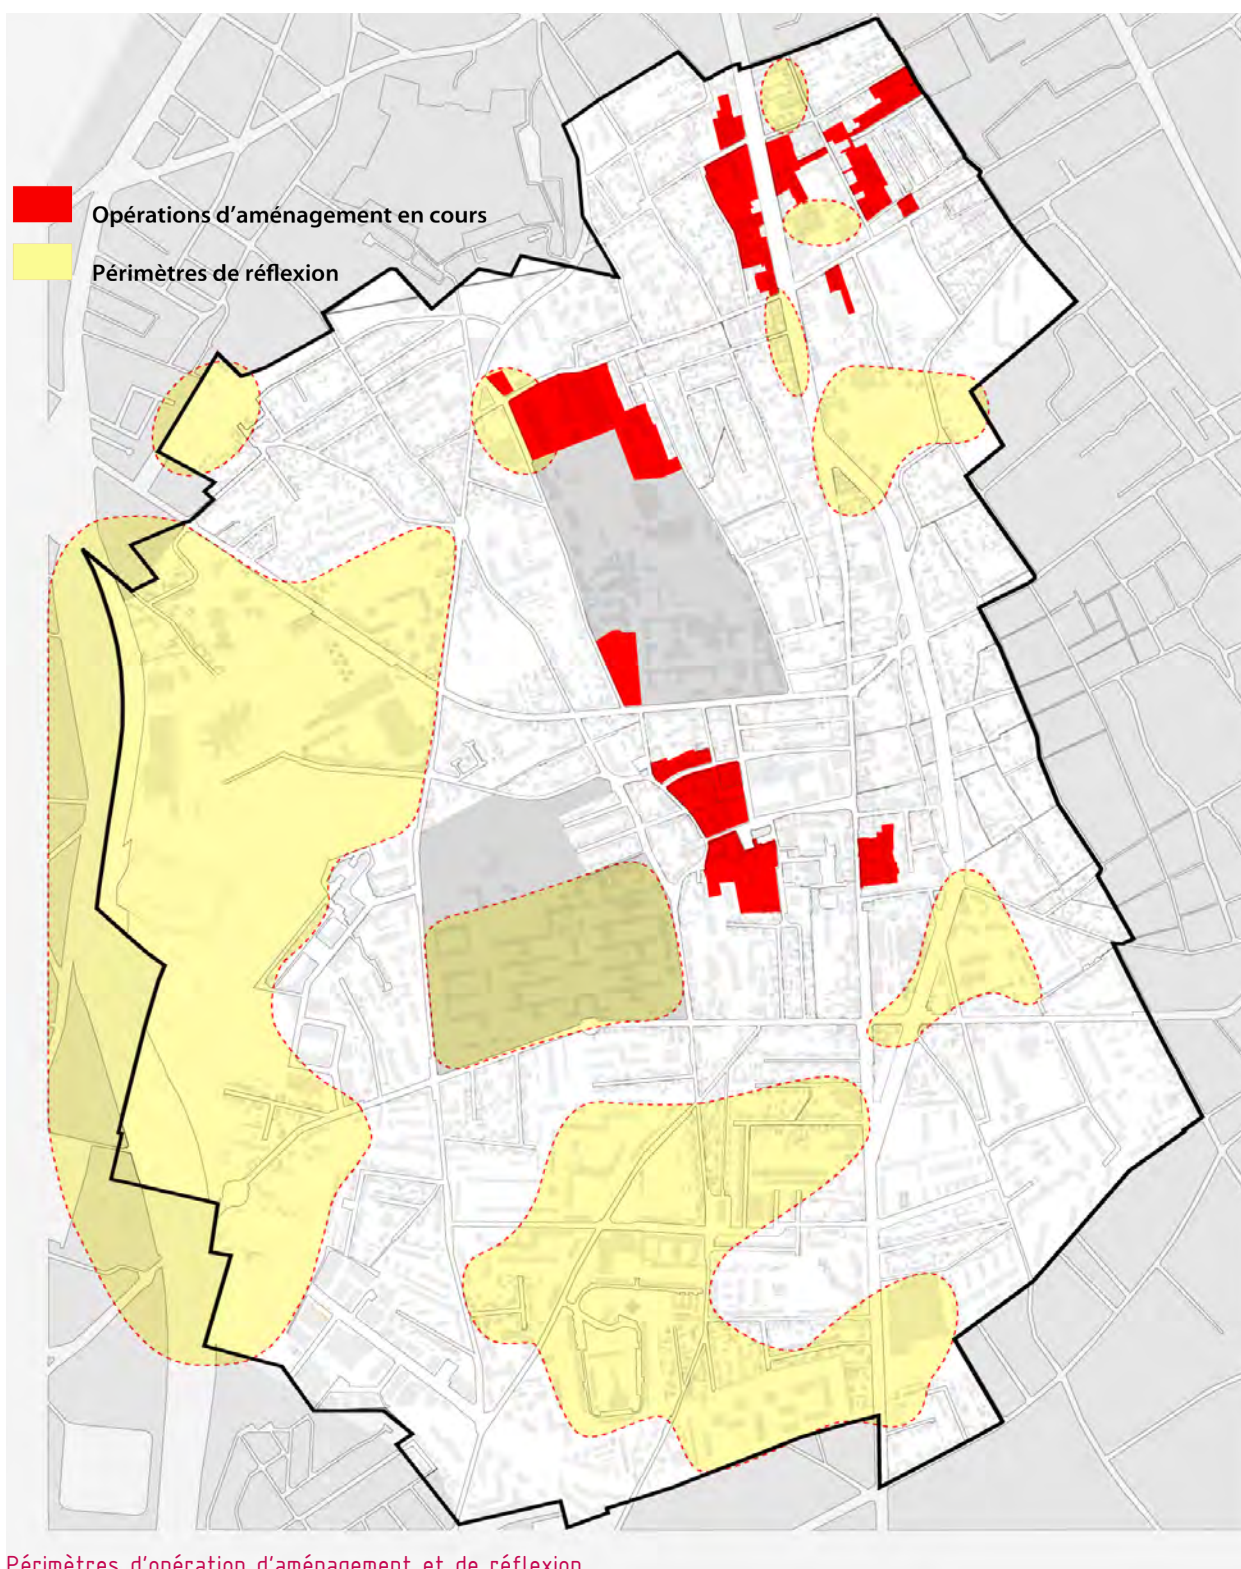 Opérations d'aménagement en cours
Périmètres de réflexion
Périmètres d'opération d'aménagement et de réflexion